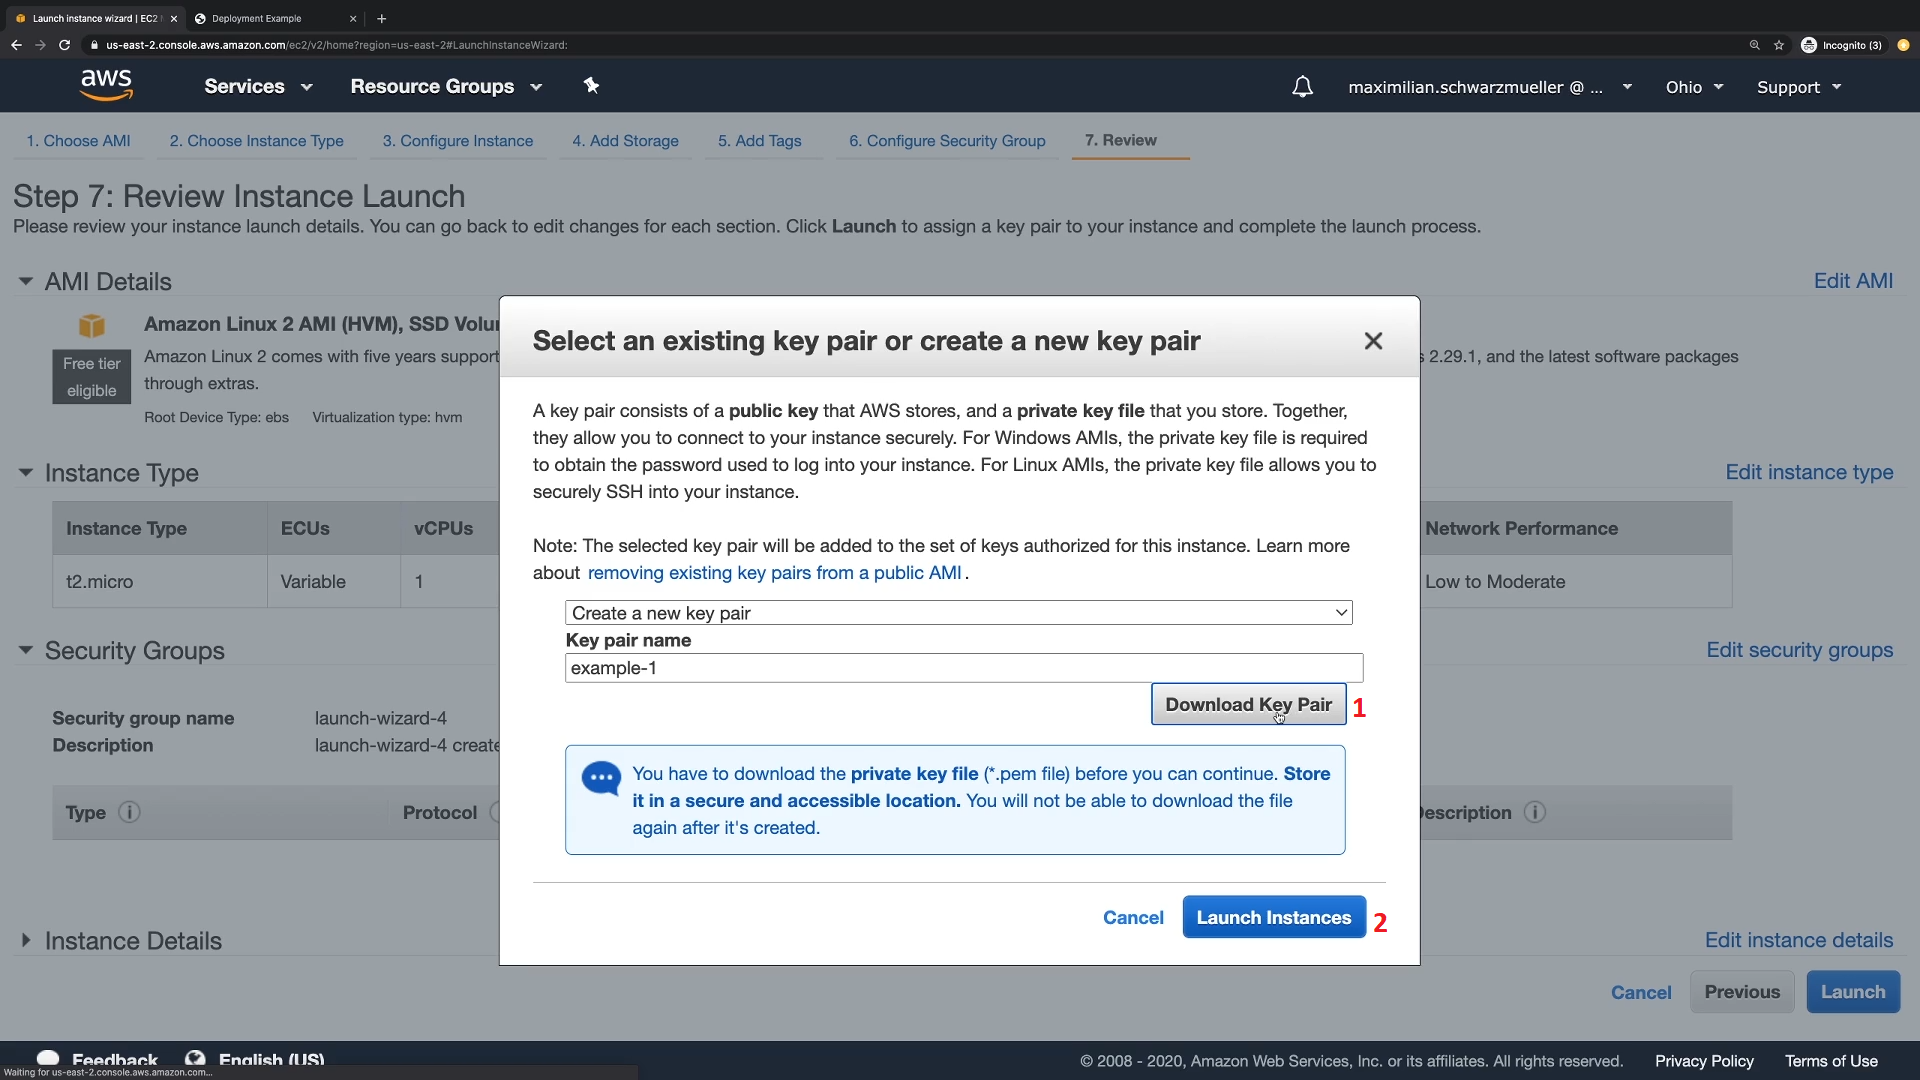 Launch instance wizard | EC2
Deployment Example
us-east-2.console.aws.amazon.com/ec2/v2/home?region=us-east-2#LaunchInstanceWizard:
Incognito (3)
aws
Services
Resource Groups
maximilian.schwarzmueller @ ...
Ohio
Support
1. Choose AMI
2. Choose Instance Type
3. Configure Instance
4. Add Storage
5. Add Tags
6. Configure Security Group
7. Review
Step 7: Review Instance Launch
Please review your instance launch details. You can go back to edit changes for each section. Click Launch to assign a key pair to your instance and complete the launch process.
AMI Details
Edit AMI
Amazon Linux 2 AMI (HVM), SSD
Free tier
eligible
Amazon Linux 2 comes with five years support
2.29.1, and the latest software packages
through extras.
Root Device Type: ebs Virtualization type: hvm
Instance Type
Edit instance type
Instance Type
ECUs
vCPUs
Network Performance
t2.micro
Variable
1
Low to Moderate
Security Groups
Edit security groups
Security group name
launch-wizard-4
Description
launch-wizard-4 create
Type
Protocol
Description
Instance Details
Edit instance details
Cancel
Previous
Launch
Select an existing key pair or create a new key pair
A key pair consists of a public key that AWS stores, and a private key file that you store. Together,
they allow you to connect to your instance securely. For Windows AMIs, the private key file is required
to obtain the password used to log into your instance. For Linux AMIs, the private key file allows you to
securely SSH into your instance.
Note: The selected key pair will be added to the set of keys authorized for this instance. Learn more
about removing existing key pairs from a public AMI.
Create a new key pair
Key pair name
example-1
Download Key Pair
1
You have to download the private key file (*.pem file) before you can continue. Store
it in a secure and accessible location. You will not be able to download the file
again after it's created.
Cancel
Launch Instances
2
Feedback
English (US)
© 2008 - 2020, Amazon Web Services, Inc. or its affiliates. All rights reserved.
Privacy Policy
Terms of Use
Waiting for us-east-2.console.aws.amazon.com...